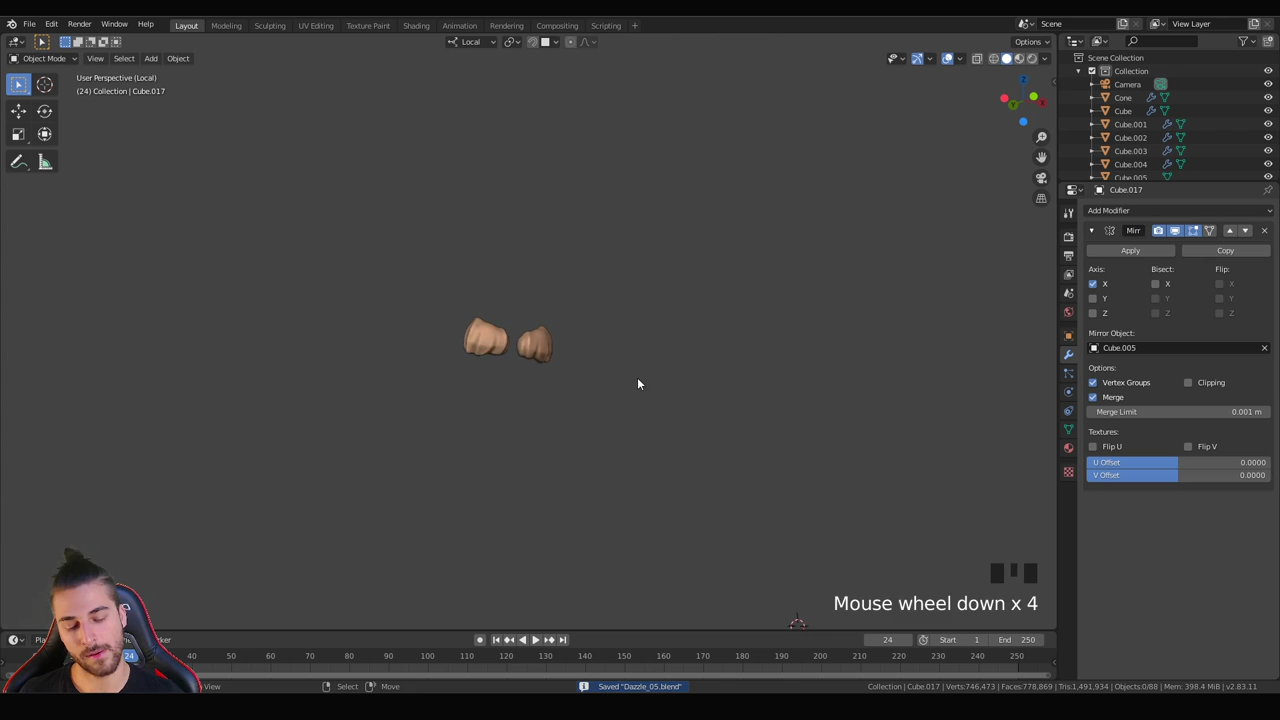 File Edit Render Window Help Layout Modeling Sculpting UV Editing Texture Paint Shading Animation Rendering Compositing Scripting + Scene View Layer
Local Options
Object Mode View Select Add Object
User Perspective (Local)
(24) Collection | Cube.017
Scene Collection
Collection
Camera
Cone
Cube
Cube.001
Cube.002
Cube.003
Cube.004
Cube.005
Cube.017
Add Modifier
Mirr
Apply Copy
Axis: Bisect: Flip:
X X X
Y Y Y
Z Z Z
Mirror Object:
Cube.005
Options:
Vertex Groups Clipping
Merge
Merge Limit 0.001 m
Textures:
Flip U Flip V
U Offset 0.0000
V Offset 0.0000
Mouse wheel down x 4
24 Start 1 End 250
24 40 50 60 70 80 90 100 110 120 130 140 150 160 170 180 190 200 210 220 230 240 250
View Select Move Saved "Dazzle_05.blend" Collection | Cube.017 | Verts:746,473 | Faces:778,869 | Tris:1,491,934 | Objects:0/88 | Mem: 398.4 MiB | v2.83.11